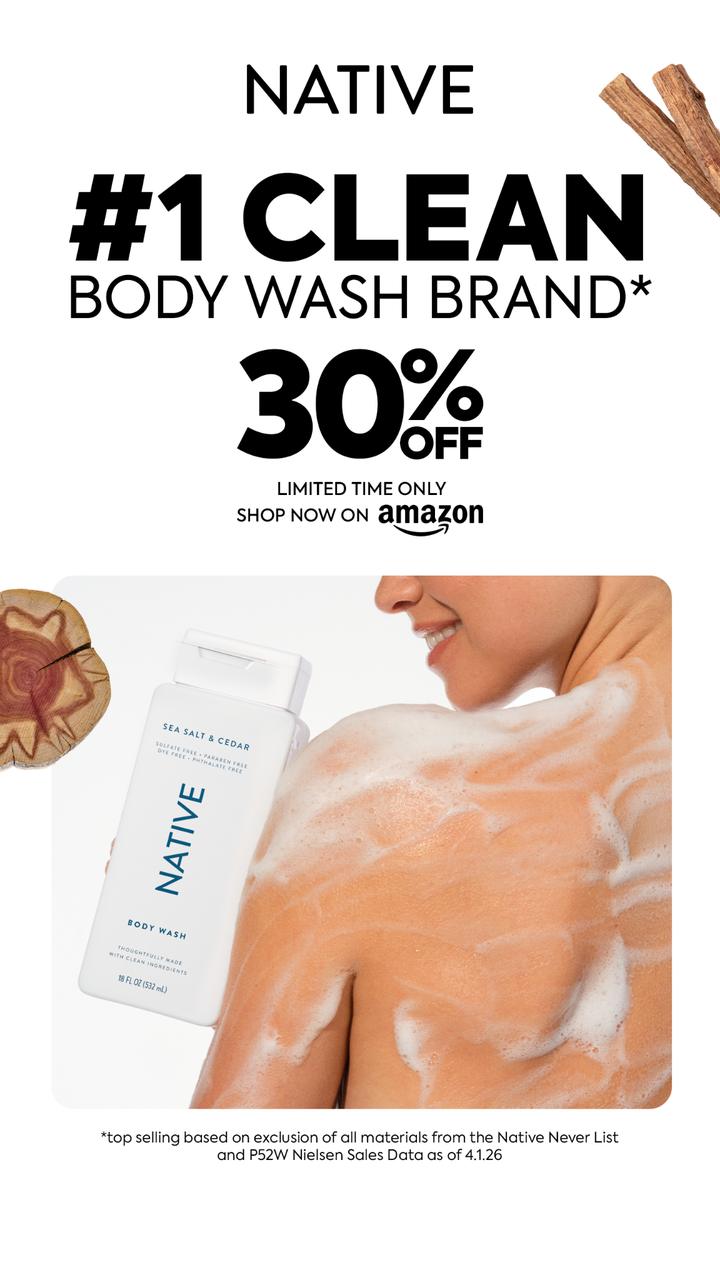 NATIVE
#1 CLEAN
BODY WASH BRAND*
30% OFF
LIMITED TIME ONLY
SHOP NOW ON amazon
SEA SALT & CEDAR
SULFATE FREE • PARABEN FREE
DYE FREE • PHTHALATE FREE
NATIVE
BODY WASH
THOUGHTFULLY MADE
WITH CLEAN INGREDIENTS
18 FL OZ (532 mL)
*top selling based on exclusion of all materials from the Native Never List
and P52W Nielsen Sales Data as of 4.1.26